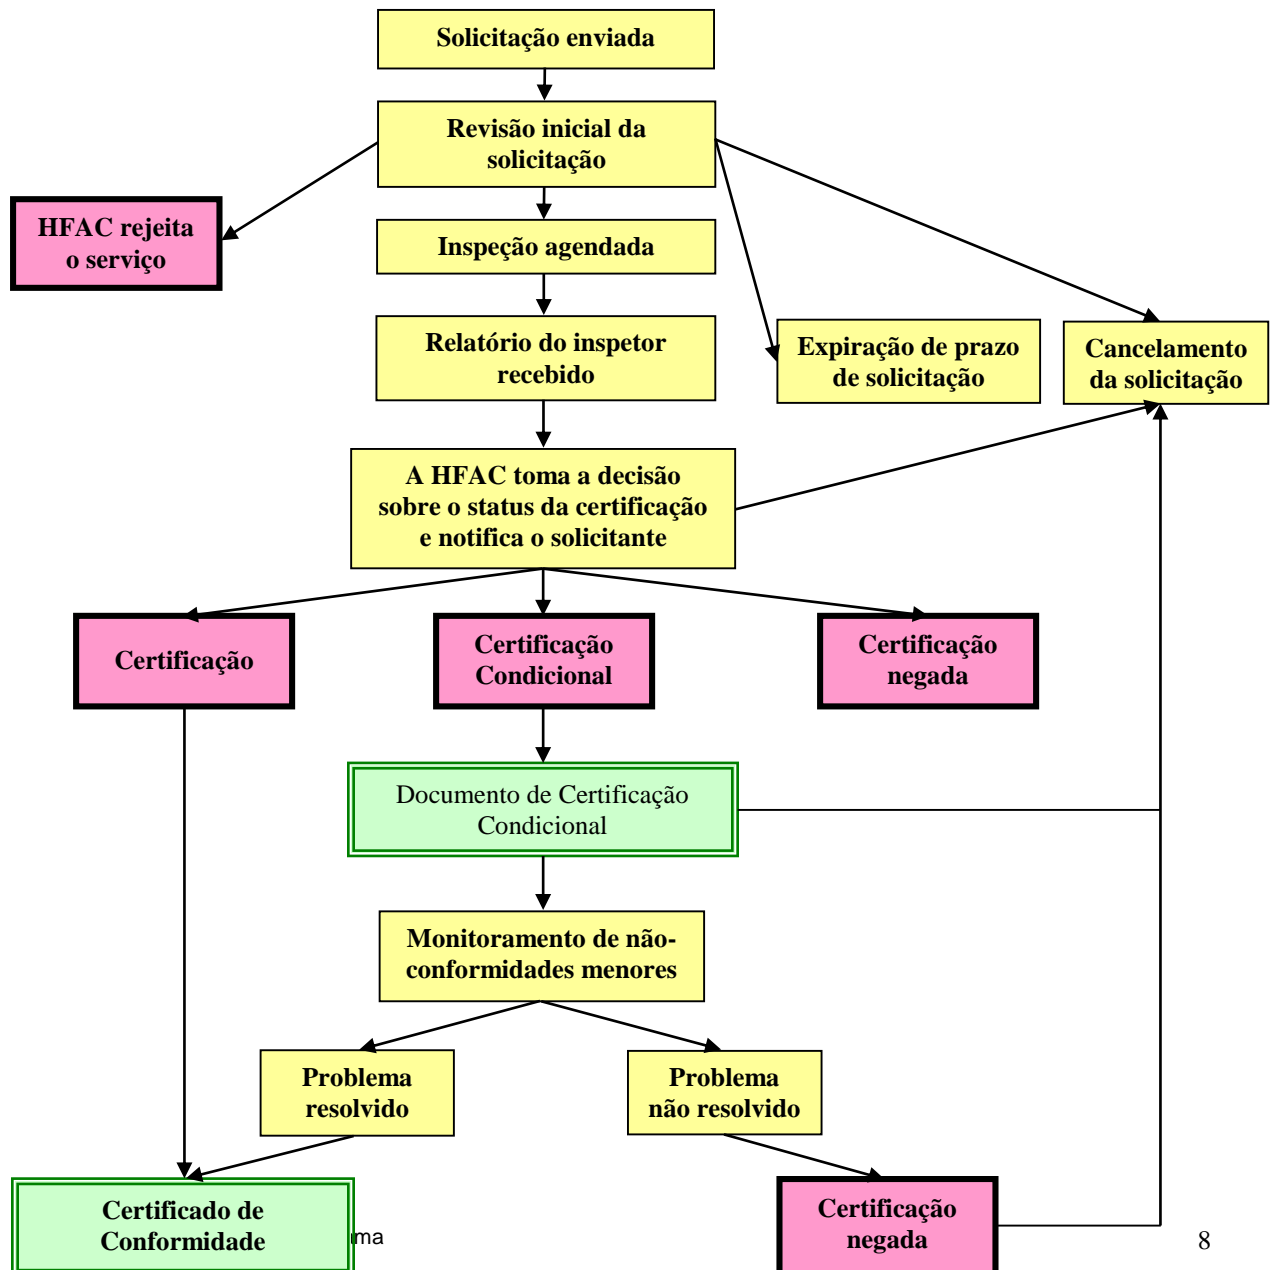 Solicitação enviada
Revisão inicial da
solicitação
HFAC rejeita
o serviço
Inspeção agendada
Relatório do inspetor
recebido
Expiração de prazo
de solicitação
Cancelamento
da solicitação
A HFAC toma a decisão
sobre o status da certificação
e notifica o solicitante
Certificação
Certificação
Condicional
Certificação
negada
Documento de Certificação
Condicional
Monitoramento de não-
conformidades menores
Problema
resolvido
Problema
não resolvido
Certificado de
Conformidade
Certificação
negada
8